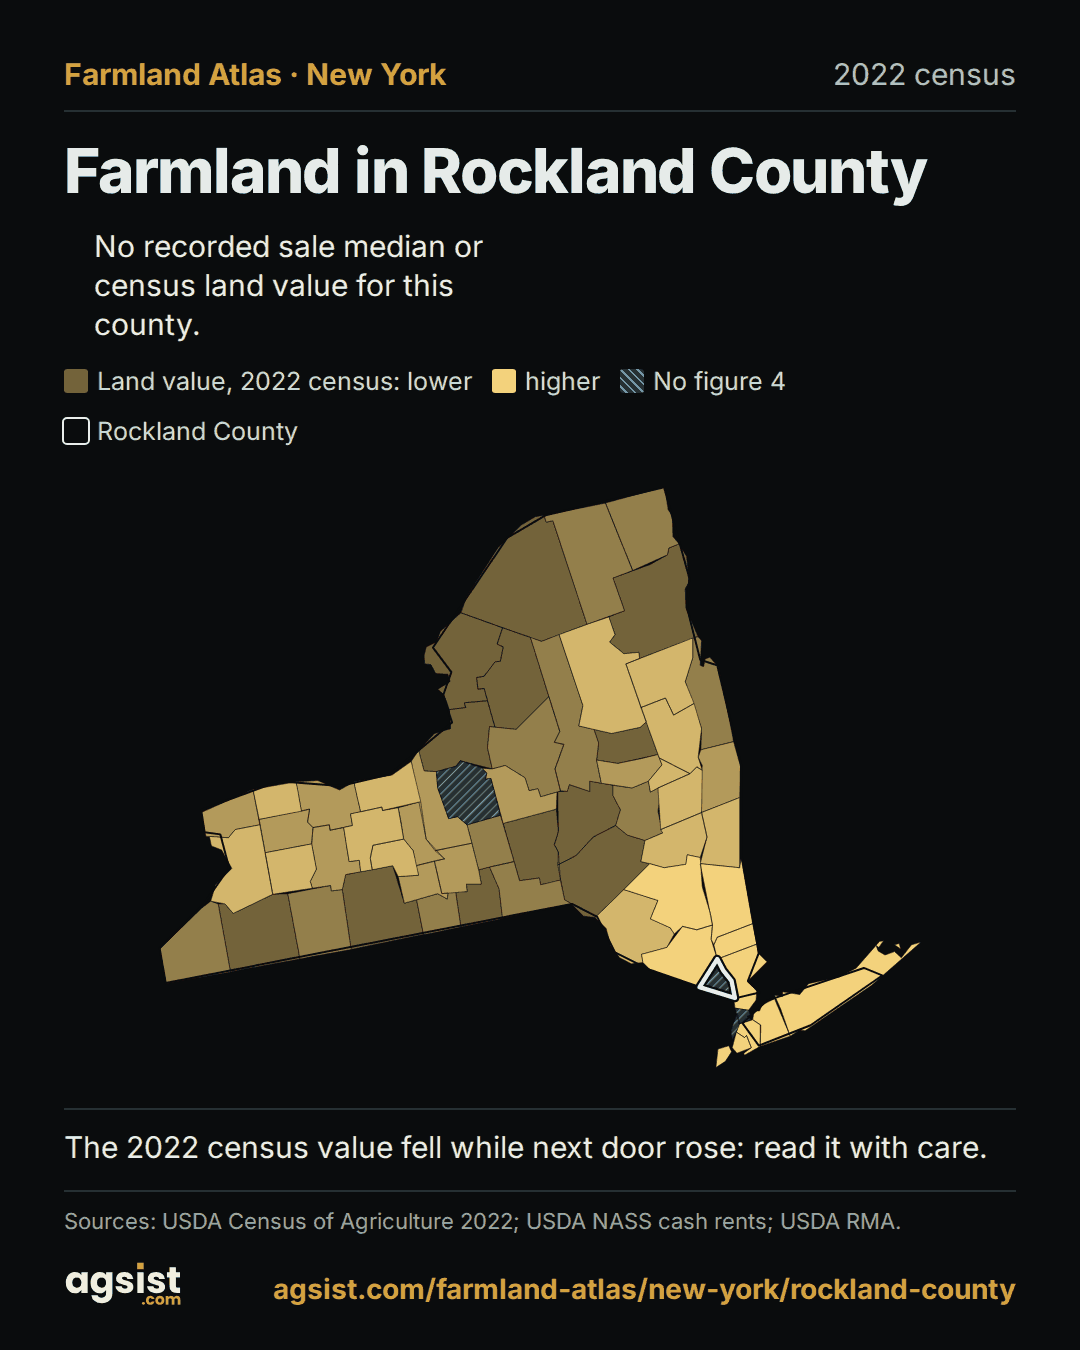 Farmland Atlas · New York
2022 census
Farmland in Rockland County
No recorded sale median or
census land value for this
county.
Land value, 2022 census: lower
higher
No figure 4
Rockland County
The 2022 census value fell while next door rose: read it with care.
Sources: USDA Census of Agriculture 2022; USDA NASS cash rents; USDA RMA.
agsist
.com
agsist.com/farmland-atlas/new-york/rockland-county